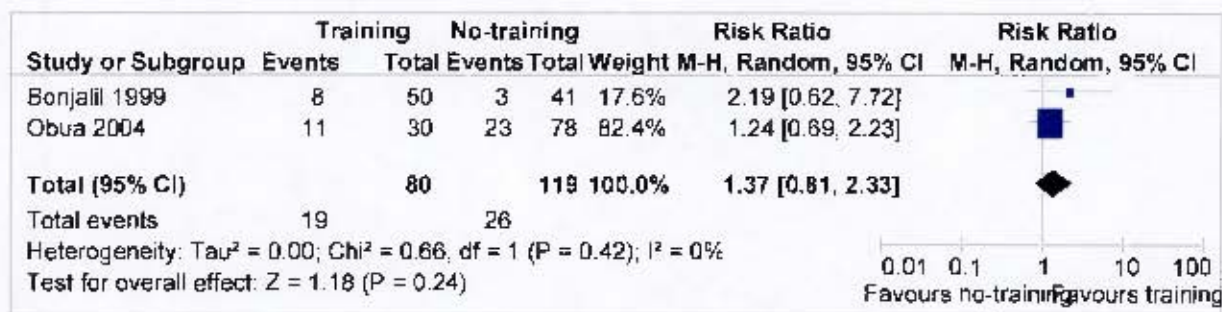 Training No-training Risk Ratio Risk Ratio
Study or Subgroup Events Total Events Total Weight M-H, Random, 95% CI M-H, Random, 95% CI
Bonjalil 1999 8 50 3 41 17.6% 2.19 [0.62, 7.72]
Obua 2004 11 30 23 78 82.4% 1.24 [0.69, 2.23]
Total (95% CI) 80 119 100.0% 1.37 [0.81, 2.33]
Total events 19 26
Heterogeneity: Tau² = 0.00; Chi² = 0.66, df = 1 (P = 0.42); I² = 0%
Test for overall effect: Z = 1.18 (P = 0.24)
0.01 0.1 1 10 100
Favours no-training Favours training